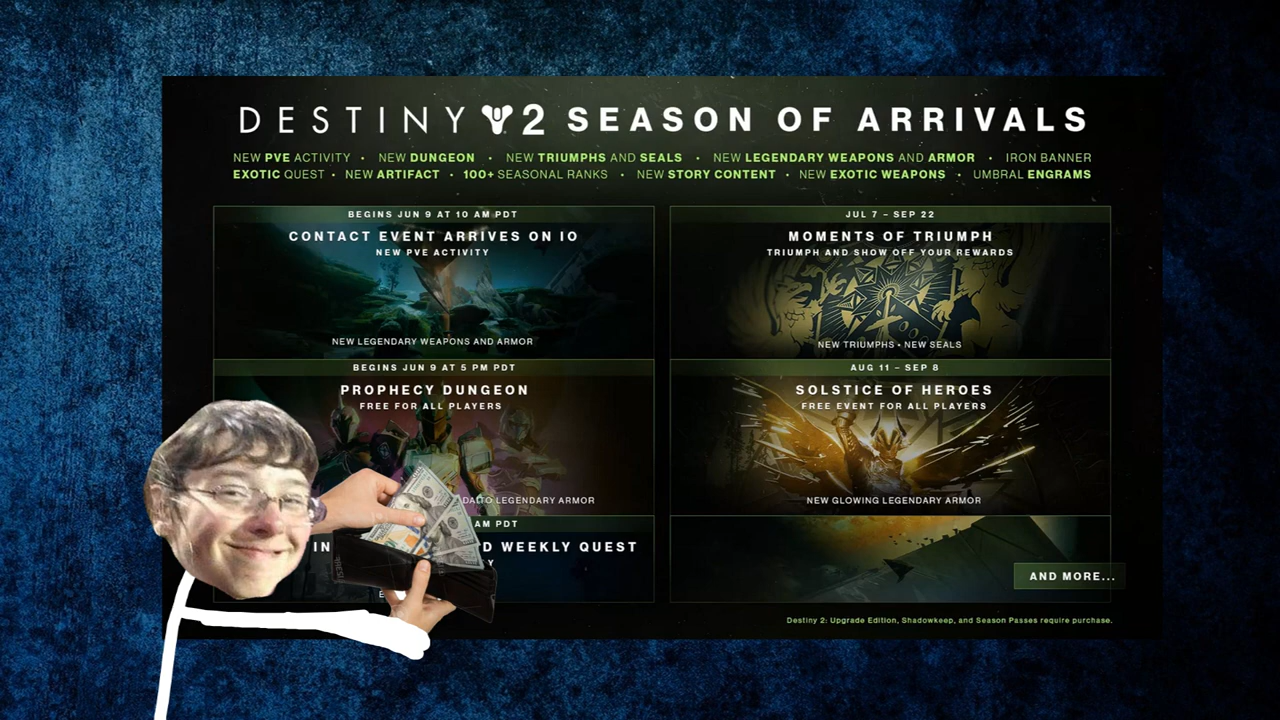 DESTINY 2 SEASON OF ARRIVALS
NEW PVE ACTIVITY • NEW DUNGEON • NEW TRIUMPHS AND SEALS • NEW LEGENDARY WEAPONS AND ARMOR • IRON BANNER
EXOTIC QUEST • NEW ARTIFACT • 100+ SEASONAL RANKS • NEW STORY CONTENT • NEW EXOTIC WEAPONS • UMBRAL ENGRAMS
BEGINS JUN 9 AT 10 AM PDT
CONTACT EVENT ARRIVES ON IO
NEW PVE ACTIVITY
NEW LEGENDARY WEAPONS AND ARMOR
BEGINS JUN 9 AT 5 PM PDT
PROPHECY DUNGEON
FREE FOR ALL PLAYERS
LEGENDARY ARMOR
AM PDT
WEEKLY QUEST
JUL 7 – SEP 22
MOMENTS OF TRIUMPH
TRIUMPH AND SHOW OFF YOUR REWARDS
NEW TRIUMPHS • NEW SEALS
AUG 11 – SEP 8
SOLSTICE OF HEROES
FREE EVENT FOR ALL PLAYERS
NEW GLOWING LEGENDARY ARMOR
AND MORE...
Destiny 2: Upgrade Edition, Shadowkeep, and Season Passes require purchase.